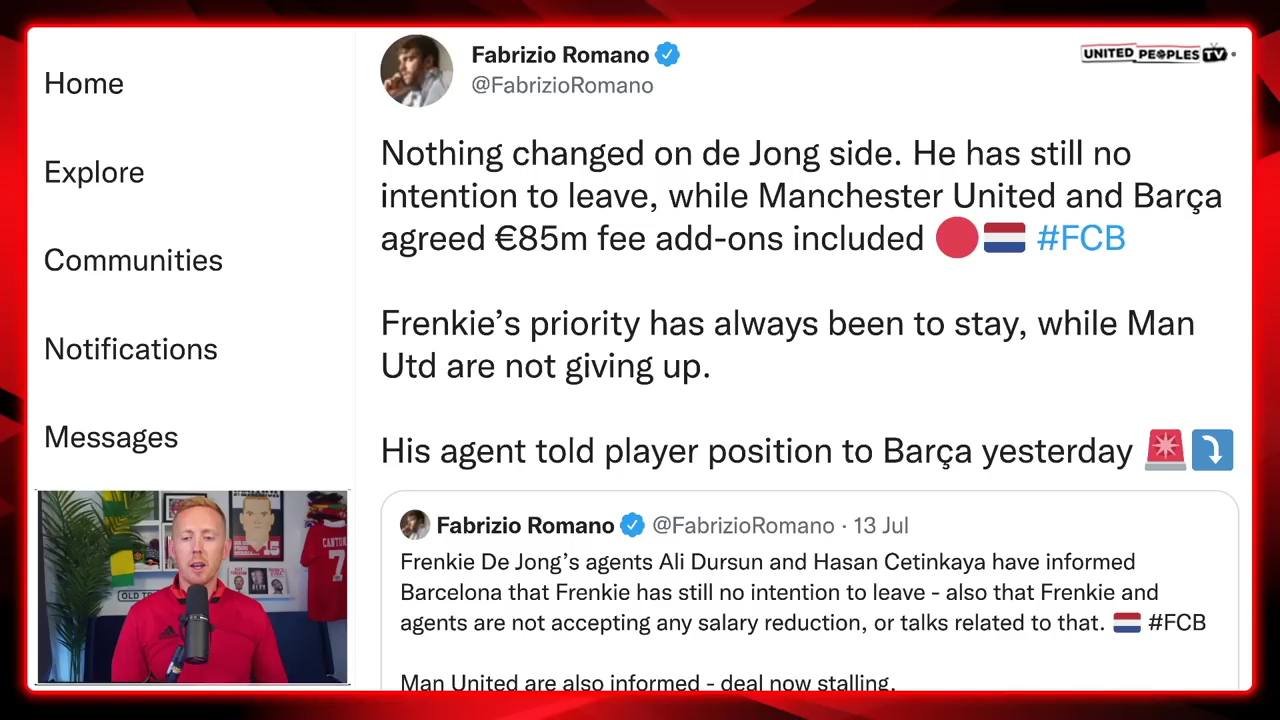 Home
Explore
Communities
Notifications
Messages
Fabrizio Romano
@FabrizioRomano
UNITED PEOPLES TV
Nothing changed on de Jong side. He has still no
intention to leave, while Manchester United and Barça
agreed €85m fee add-ons included 🔴🇳🇱 #FCB
Frenkie’s priority has always been to stay, while Man
Utd are not giving up.
His agent told player position to Barça yesterday 🚨⤵️
Fabrizio Romano @FabrizioRomano · 13 Jul
Frenkie De Jong’s agents Ali Dursun and Hasan Cetinkaya have informed
Barcelona that Frenkie has still no intention to leave - also that Frenkie and
agents are not accepting any salary reduction, or talks related to that. 🇳🇱 #FCB
Man United are also informed - deal now stalling.
OLD TR
CANTON
7